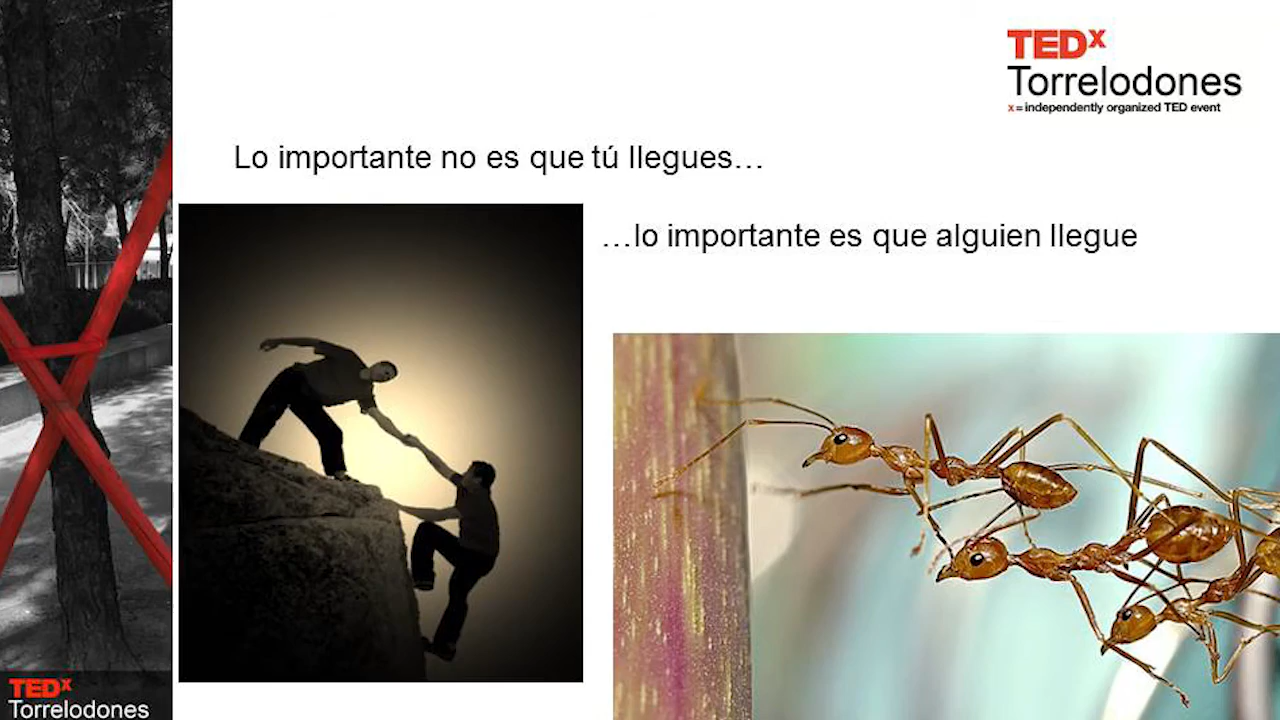 TEDx
Torrelodones
x = independently organized TED event
Lo importante no es que tú llegues…
…lo importante es que alguien llegue
TEDx
Torrelodones